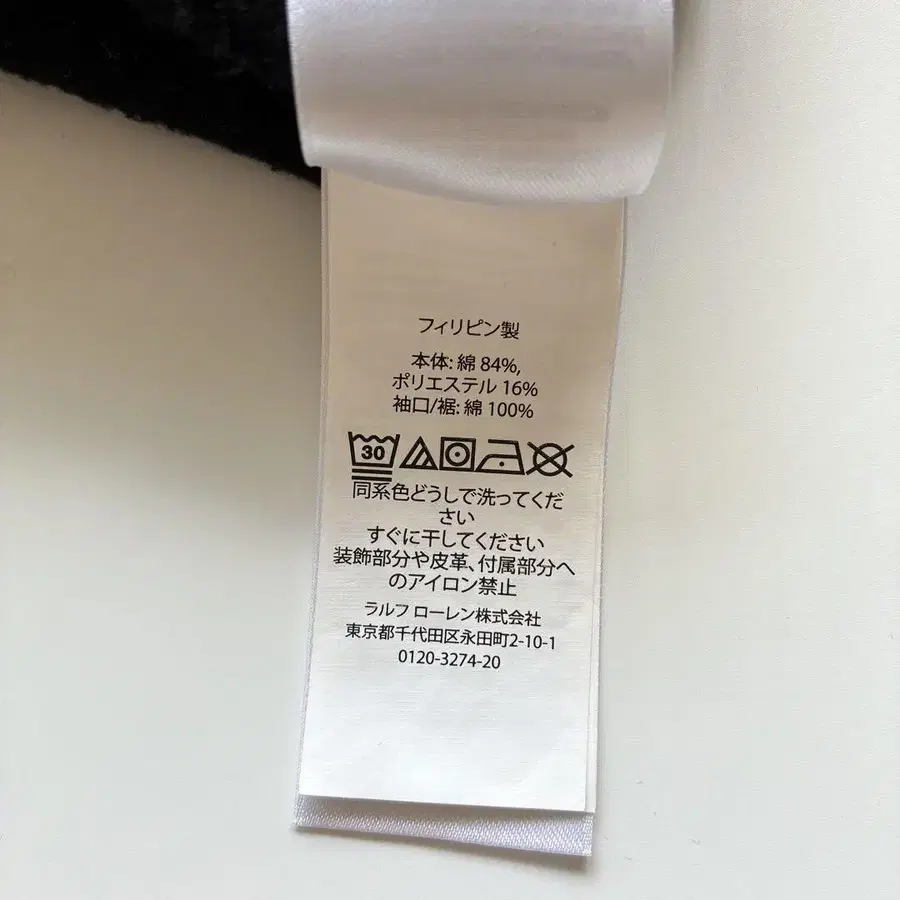 フィリピン製
本体: 綿 84%,
ポリエステル 16%
袖口/裾: 綿 100%
30
同系色どうしで洗ってくだ
さい
すぐに干してください
装飾部分や皮革、付属部分へ
のアイロン禁止
ラルフ ローレン株式会社
東京都千代田区永田町2-10-1
0120-3274-20